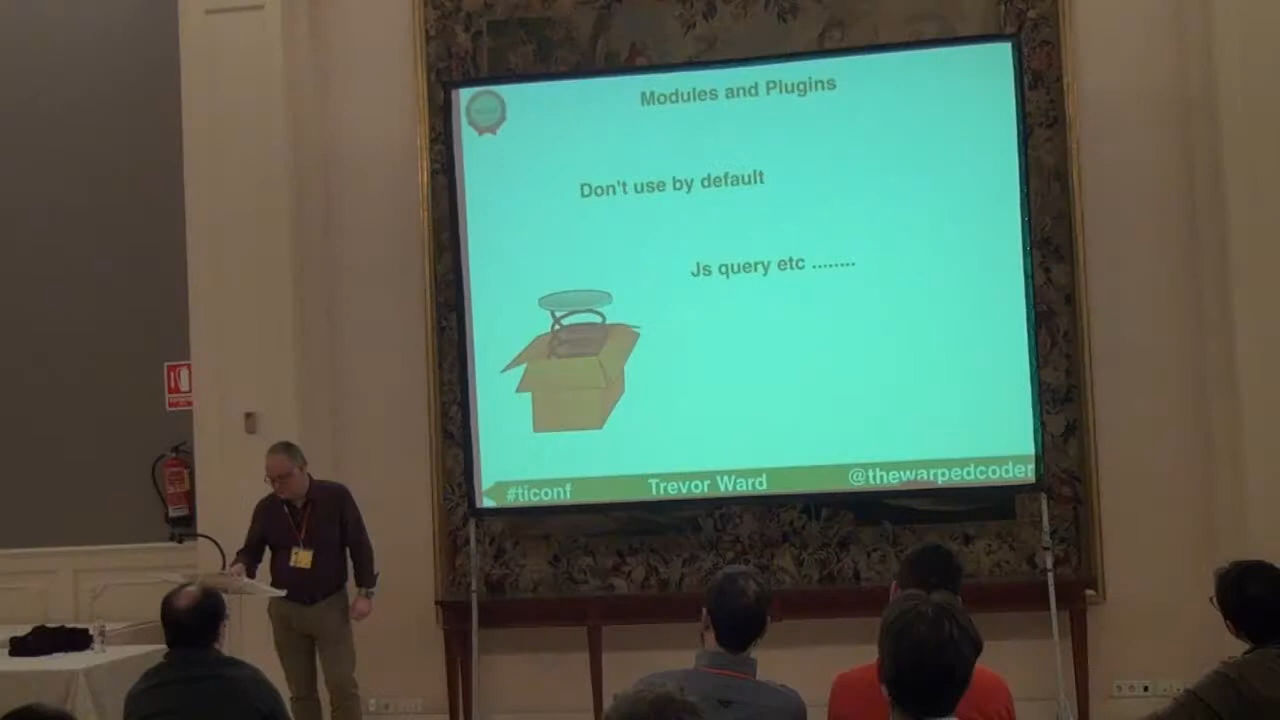 Modules and Plugins
Don't use by default
Js query etc ........
#ticonf Trevor Ward @thewarpedcoder